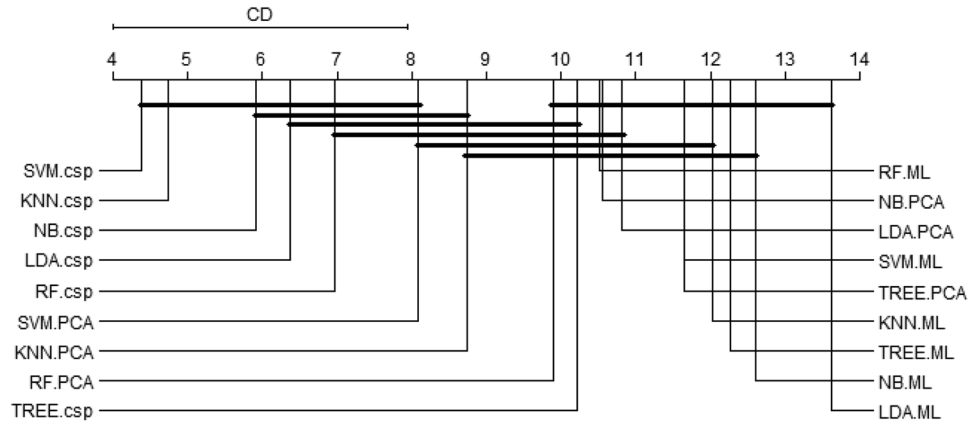 CD
4 5 6 7 8 9 10 11 12 13 14
SVM.csp
KNN.csp
NB.csp
LDA.csp
RF.csp
SVM.PCA
KNN.PCA
RF.PCA
TREE.csp
RF.ML
NB.PCA
LDA.PCA
SVM.ML
TREE.PCA
KNN.ML
TREE.ML
NB.ML
LDA.ML